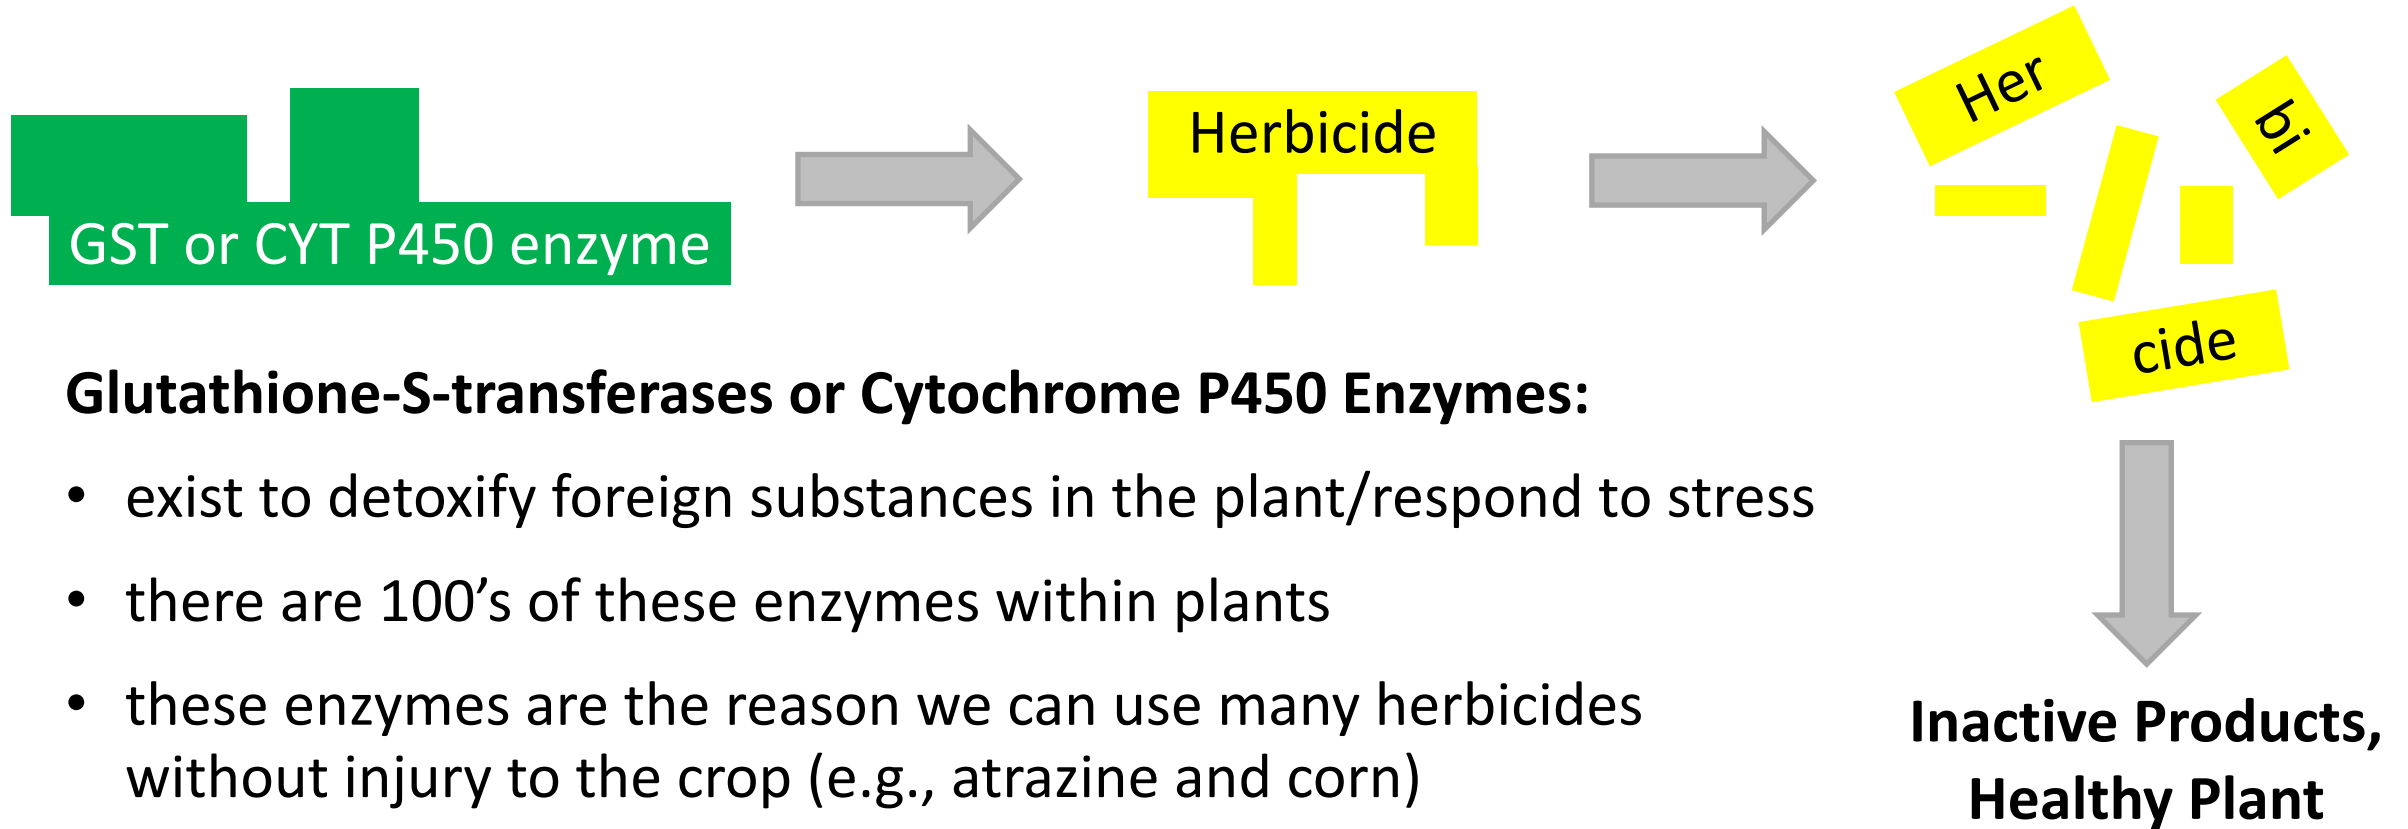 GST or CYT P450 enzyme
Herbicide
Her
bi
cide
Glutathione-S-transferases or Cytochrome P450 Enzymes:
• exist to detoxify foreign substances in the plant/respond to stress
• there are 100’s of these enzymes within plants
• these enzymes are the reason we can use many herbicides
without injury to the crop (e.g., atrazine and corn)
Inactive Products,
Healthy Plant